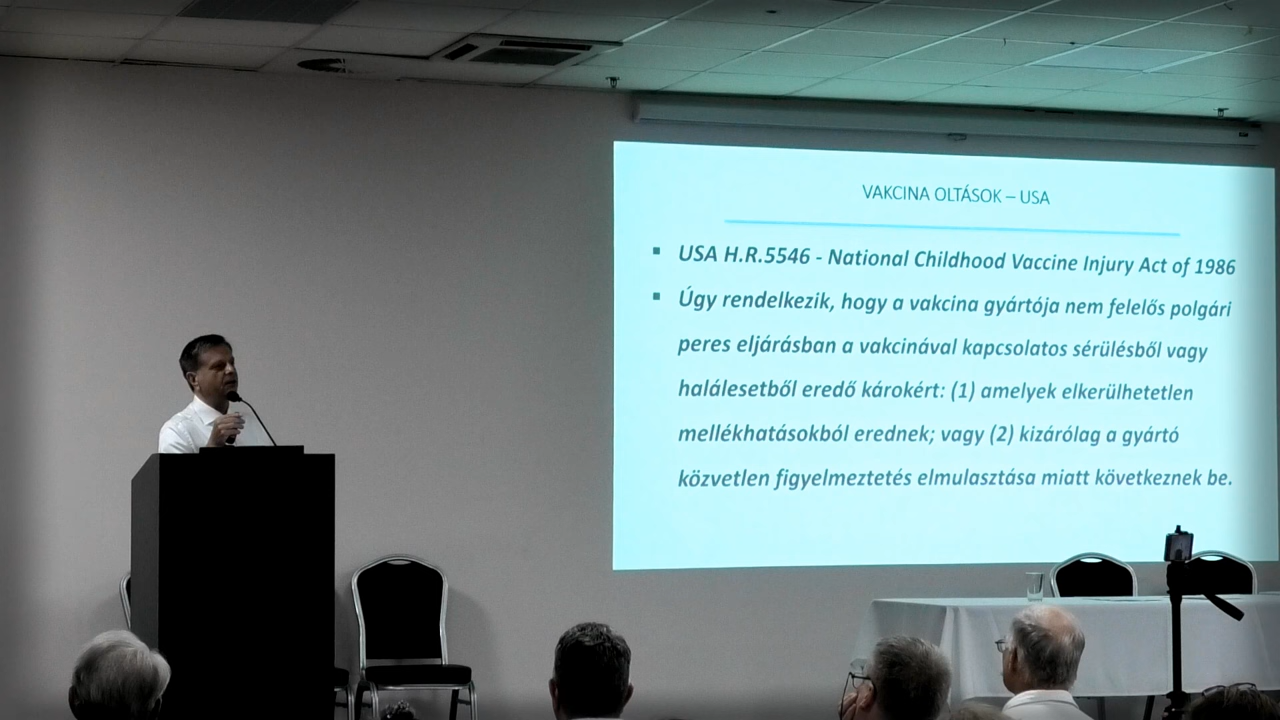 VAKCINA OLTÁSOK – USA
▪ USA H.R.5546 - National Childhood Vaccine Injury Act of 1986
▪ Úgy rendelkezik, hogy a vakcina gyártója nem felelős polgári
peres eljárásban a vakcinával kapcsolatos sérülésből vagy
halálesetből eredő károkért: (1) amelyek elkerülhetetlen
mellékhatásokból erednek; vagy (2) kizárólag a gyártó
közvetlen figyelmeztetés elmulasztása miatt következnek be.